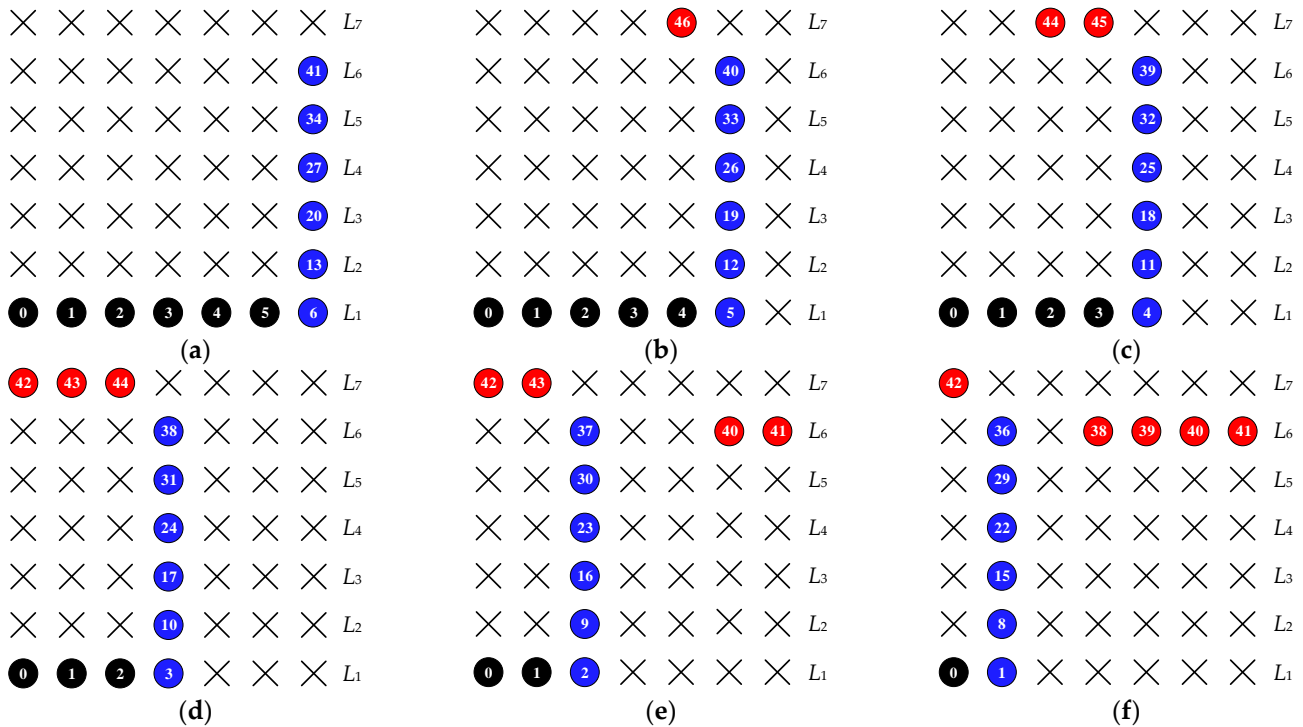 L7
46 L7
44 45 L7
41 L6
40 L6
39 L6
34 L5
33 L5
32 L5
27 L4
26 L4
25 L4
20 L3
19 L3
18 L3
13 L2
12 L2
11 L2
0 1 2 3 4 5 6 L1
0 1 2 3 4 5 L1
0 1 2 3 4 L1
(a)
(b)
(c)
42 43 44 L7
42 43 L7
42 L7
38 L6
37 40 41 L6
36 38 39 40 41 L6
31 L5
30 L5
29 L5
24 L4
23 L4
22 L4
17 L3
16 L3
15 L3
10 L2
9 L2
8 L2
0 1 2 3 L1
0 1 2 L1
0 1 L1
(d)
(e)
(f)